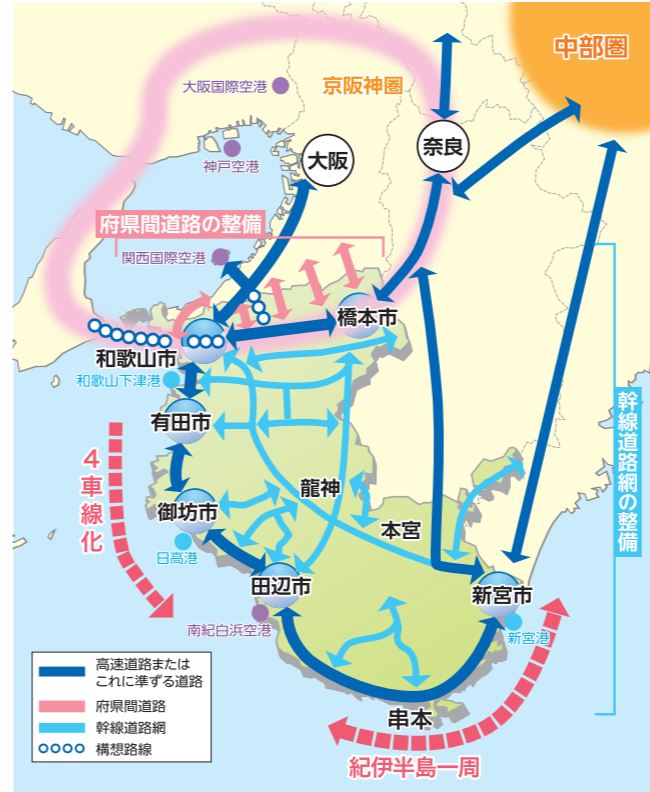 中部圏
大阪国際空港
京阪神圏
神戸空港
大阪
奈良
府県間道路の整備
関西国際空港
橋本市
和歌山市
和歌山下津港
有田市
4車線化
龍神
御坊市
本宮
日高港
田辺市
新宮市
南紀白浜空港
新宮港
幹線道路網の整備
串本
紀伊半島一周
高速道路または
これに準ずる道路
府県間道路
幹線道路網
構想路線